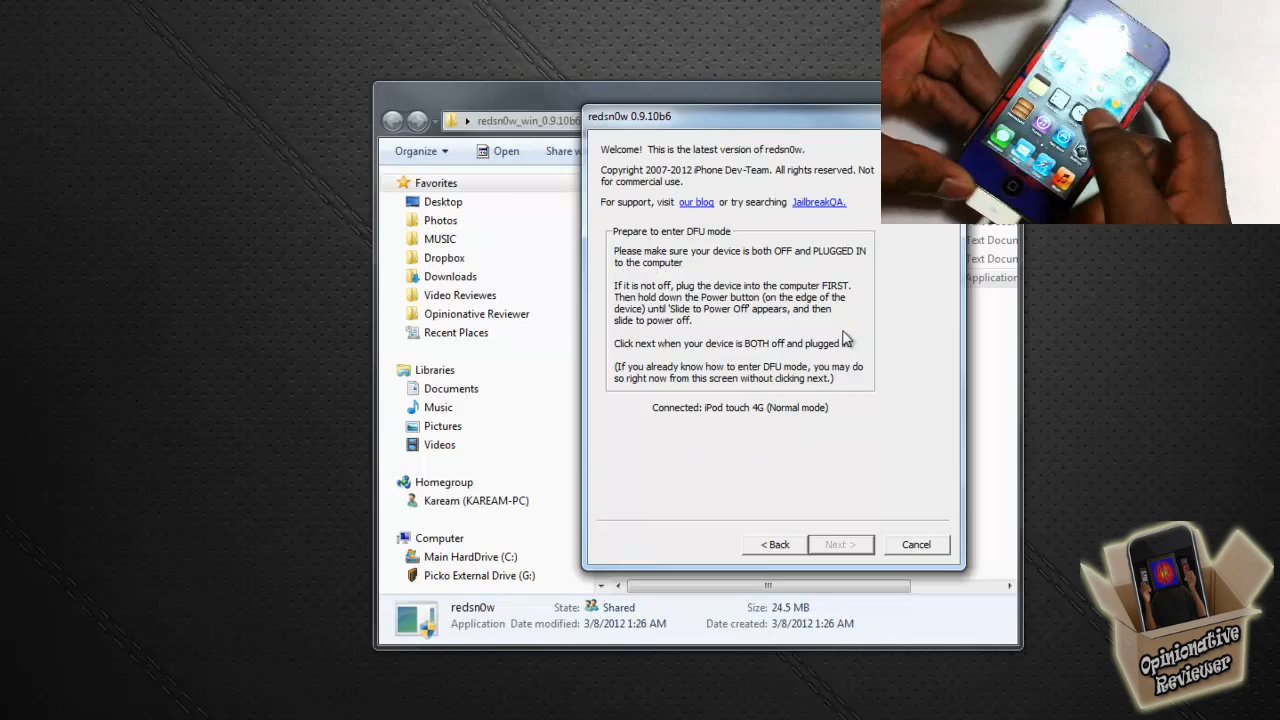 redsn0w_win_0.9.10b6
Organize
Open
Share w
Favorites
Desktop
Photos
MUSIC
Dropbox
Downloads
Video Reviewes
Opinionative Reviewer
Recent Places
Libraries
Documents
Music
Pictures
Videos
Homegroup
Kaream (KAREAM-PC)
Computer
Main HardDrive (C:)
Picko External Drive (G:)
redsn0w 0.9.10b6
Welcome! This is the latest version of redsn0w.
Copyright 2007-2012 iPhone Dev-Team. All rights reserved. Not
for commercial use.
For support, visit our blog or try searching JailbreakQA.
Prepare to enter DFU mode
Please make sure your device is both OFF and PLUGGED IN
to the computer
If it is not off, plug the device into the computer FIRST.
Then hold down the Power button (on the edge of the
device) until 'Slide to Power Off' appears, and then
slide to power off.
Click next when your device is BOTH off and plugged
(If you already know how to enter DFU mode, you may do
so right now from this screen without clicking next.)
Connected: iPod touch 4G (Normal mode)
< Back
Next >
Cancel
Text Docum
Text Docum
Application
redsn0w State: Shared Size: 24.5 MB
Application Date modified: 3/8/2012 1:26 AM Date created: 3/8/2012 1:26 AM
Opinionative
Reviewer